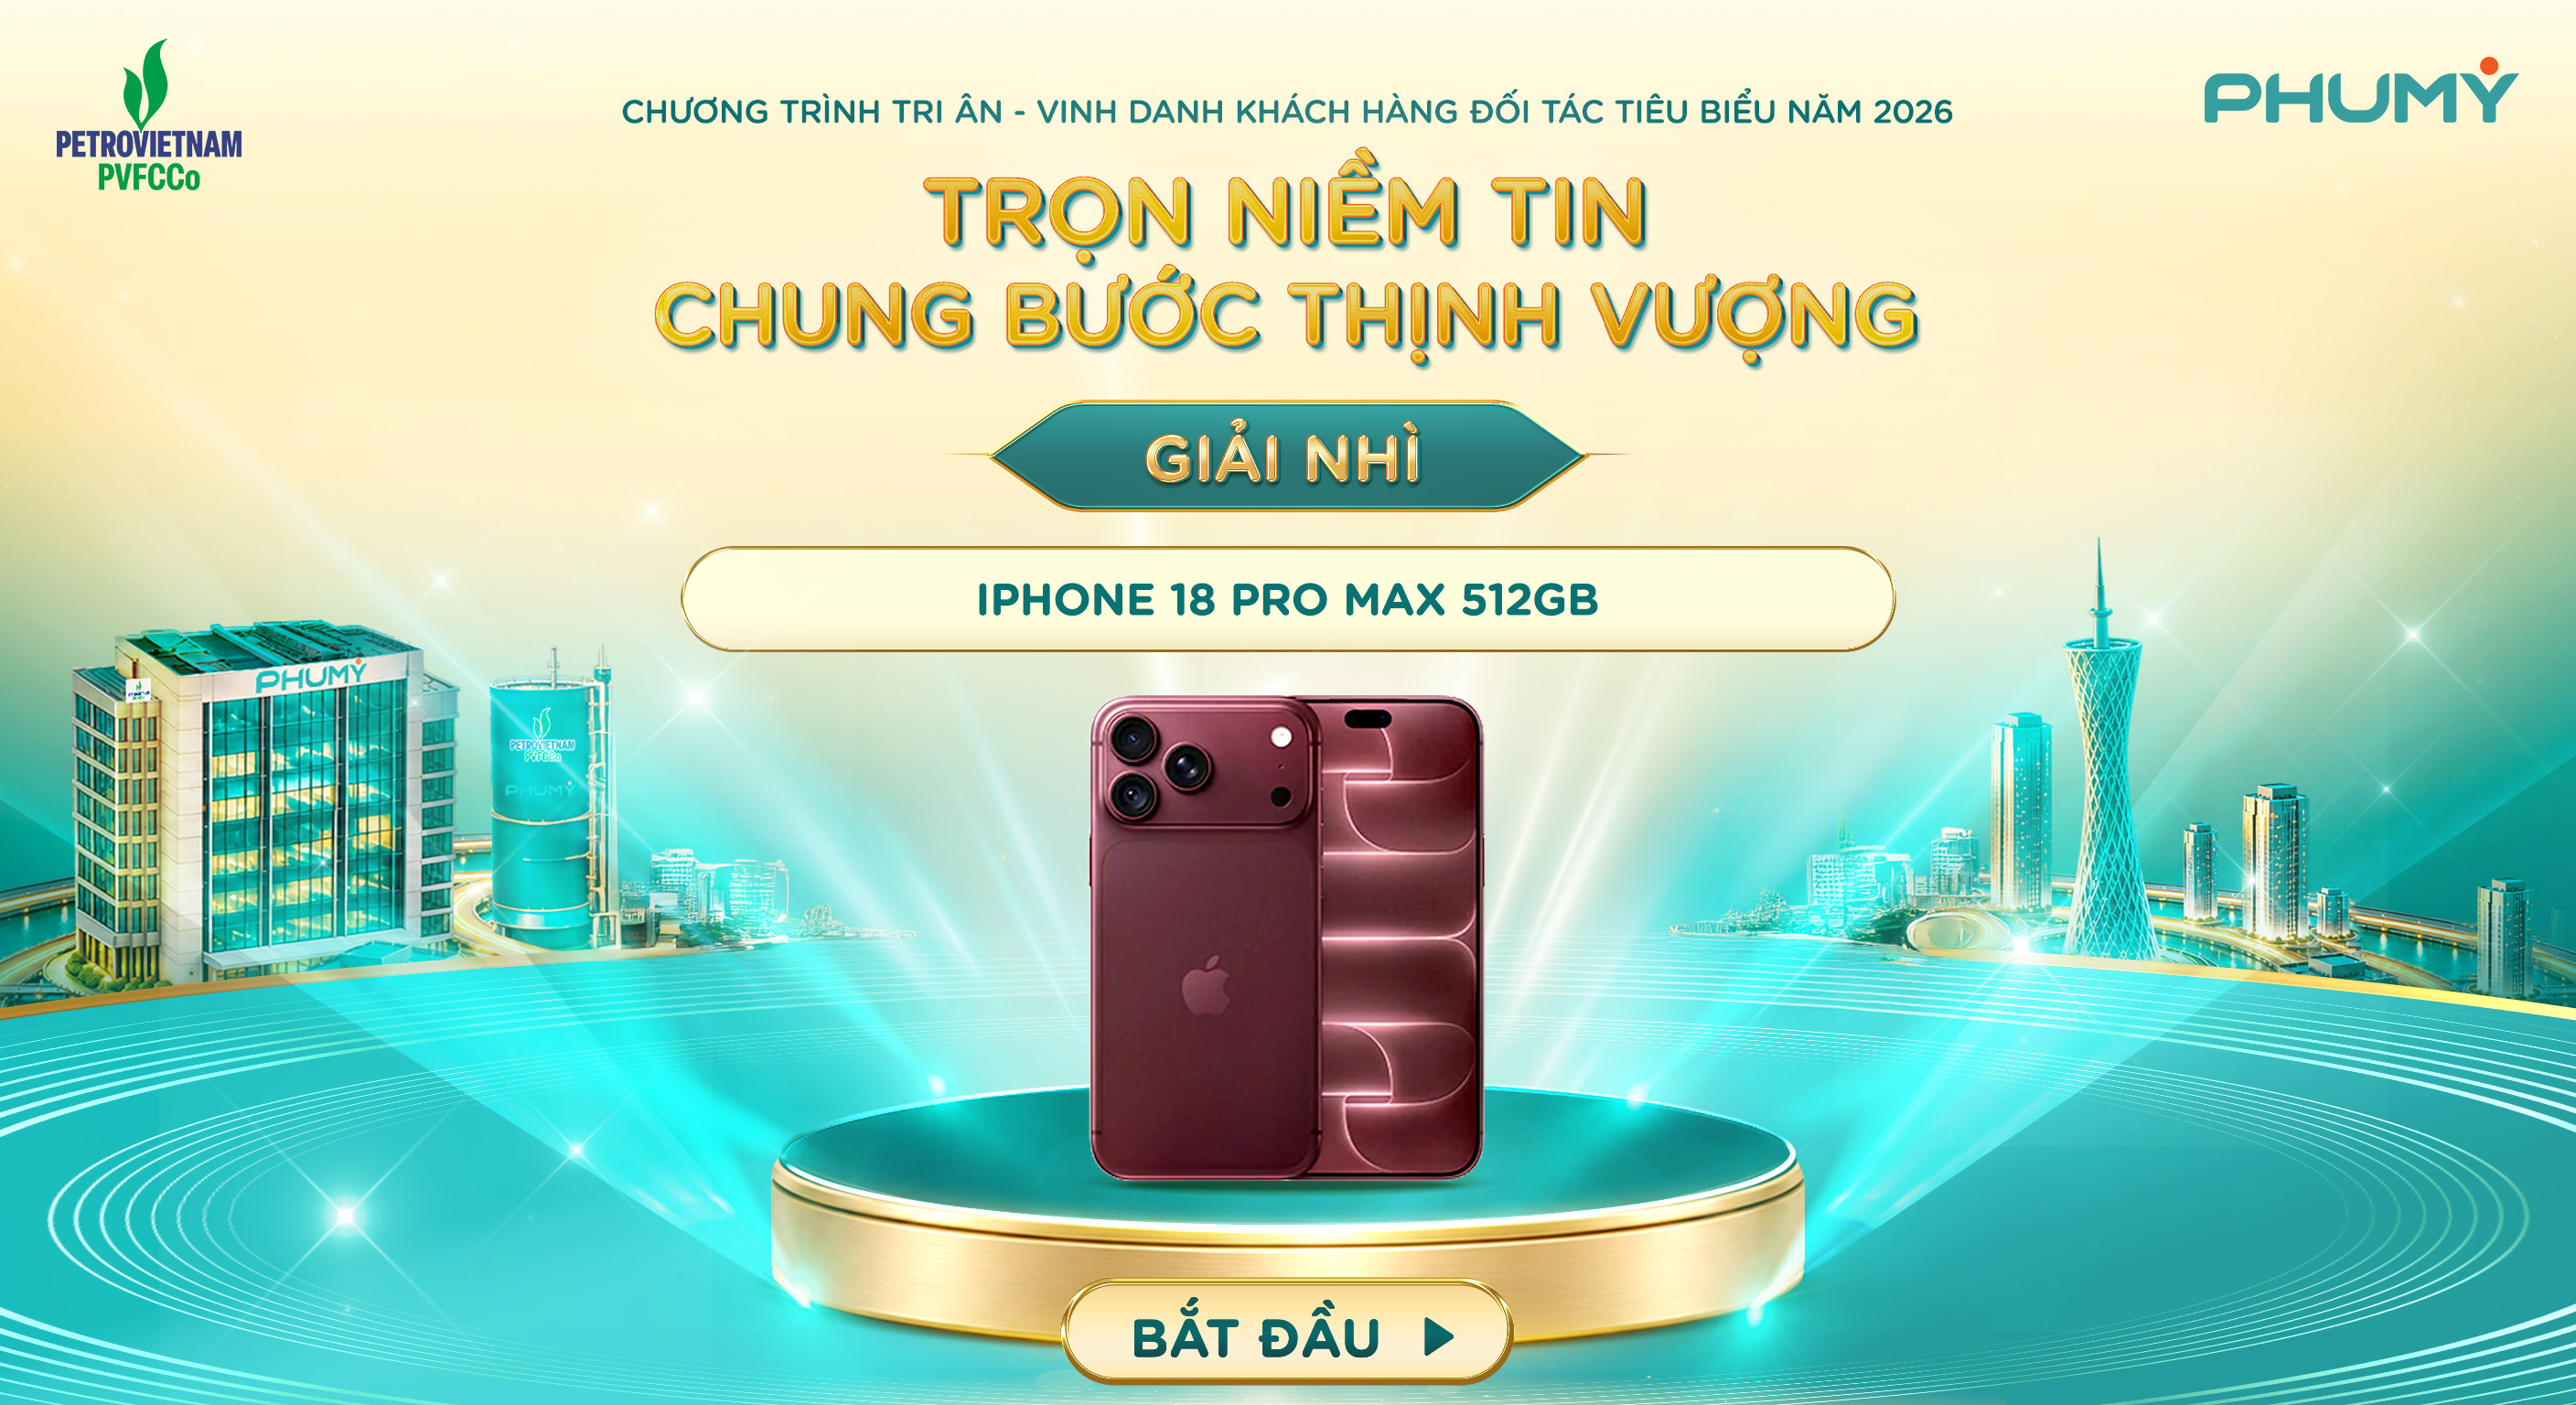 PETROVIETNAM
PVFCCo
PHUMỸ
CHƯƠNG TRÌNH TRI ÂN - VINH DANH KHÁCH HÀNG ĐỐI TÁC TIÊU BIỂU NĂM 2026
TRỌN NIỀM TIN
CHUNG BƯỚC THỊNH VƯỢNG
GIẢI NHÌ
IPHONE 18 PRO MAX 512GB
PHUMỸ
PETROVIETNAM
PVFCCo
PHUMỸ
BẮT ĐẦU